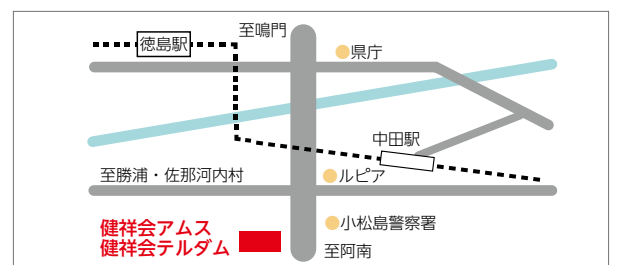 至鳴門
徳島駅
県庁
中田駅
至勝浦・佐那河内村
ルピア
健祥会アムス
健祥会テルダム
小松島警察署
至阿南